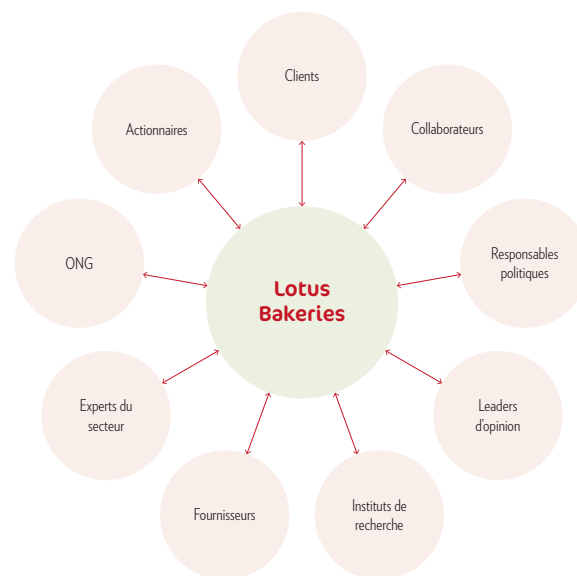 Clients
Actionnaires
Collaborateurs
ONG
Responsables
politiques
Lotus
Bakeries
Experts du
secteur
Leaders
d'opinion
Fournisseurs
Instituts de
recherche